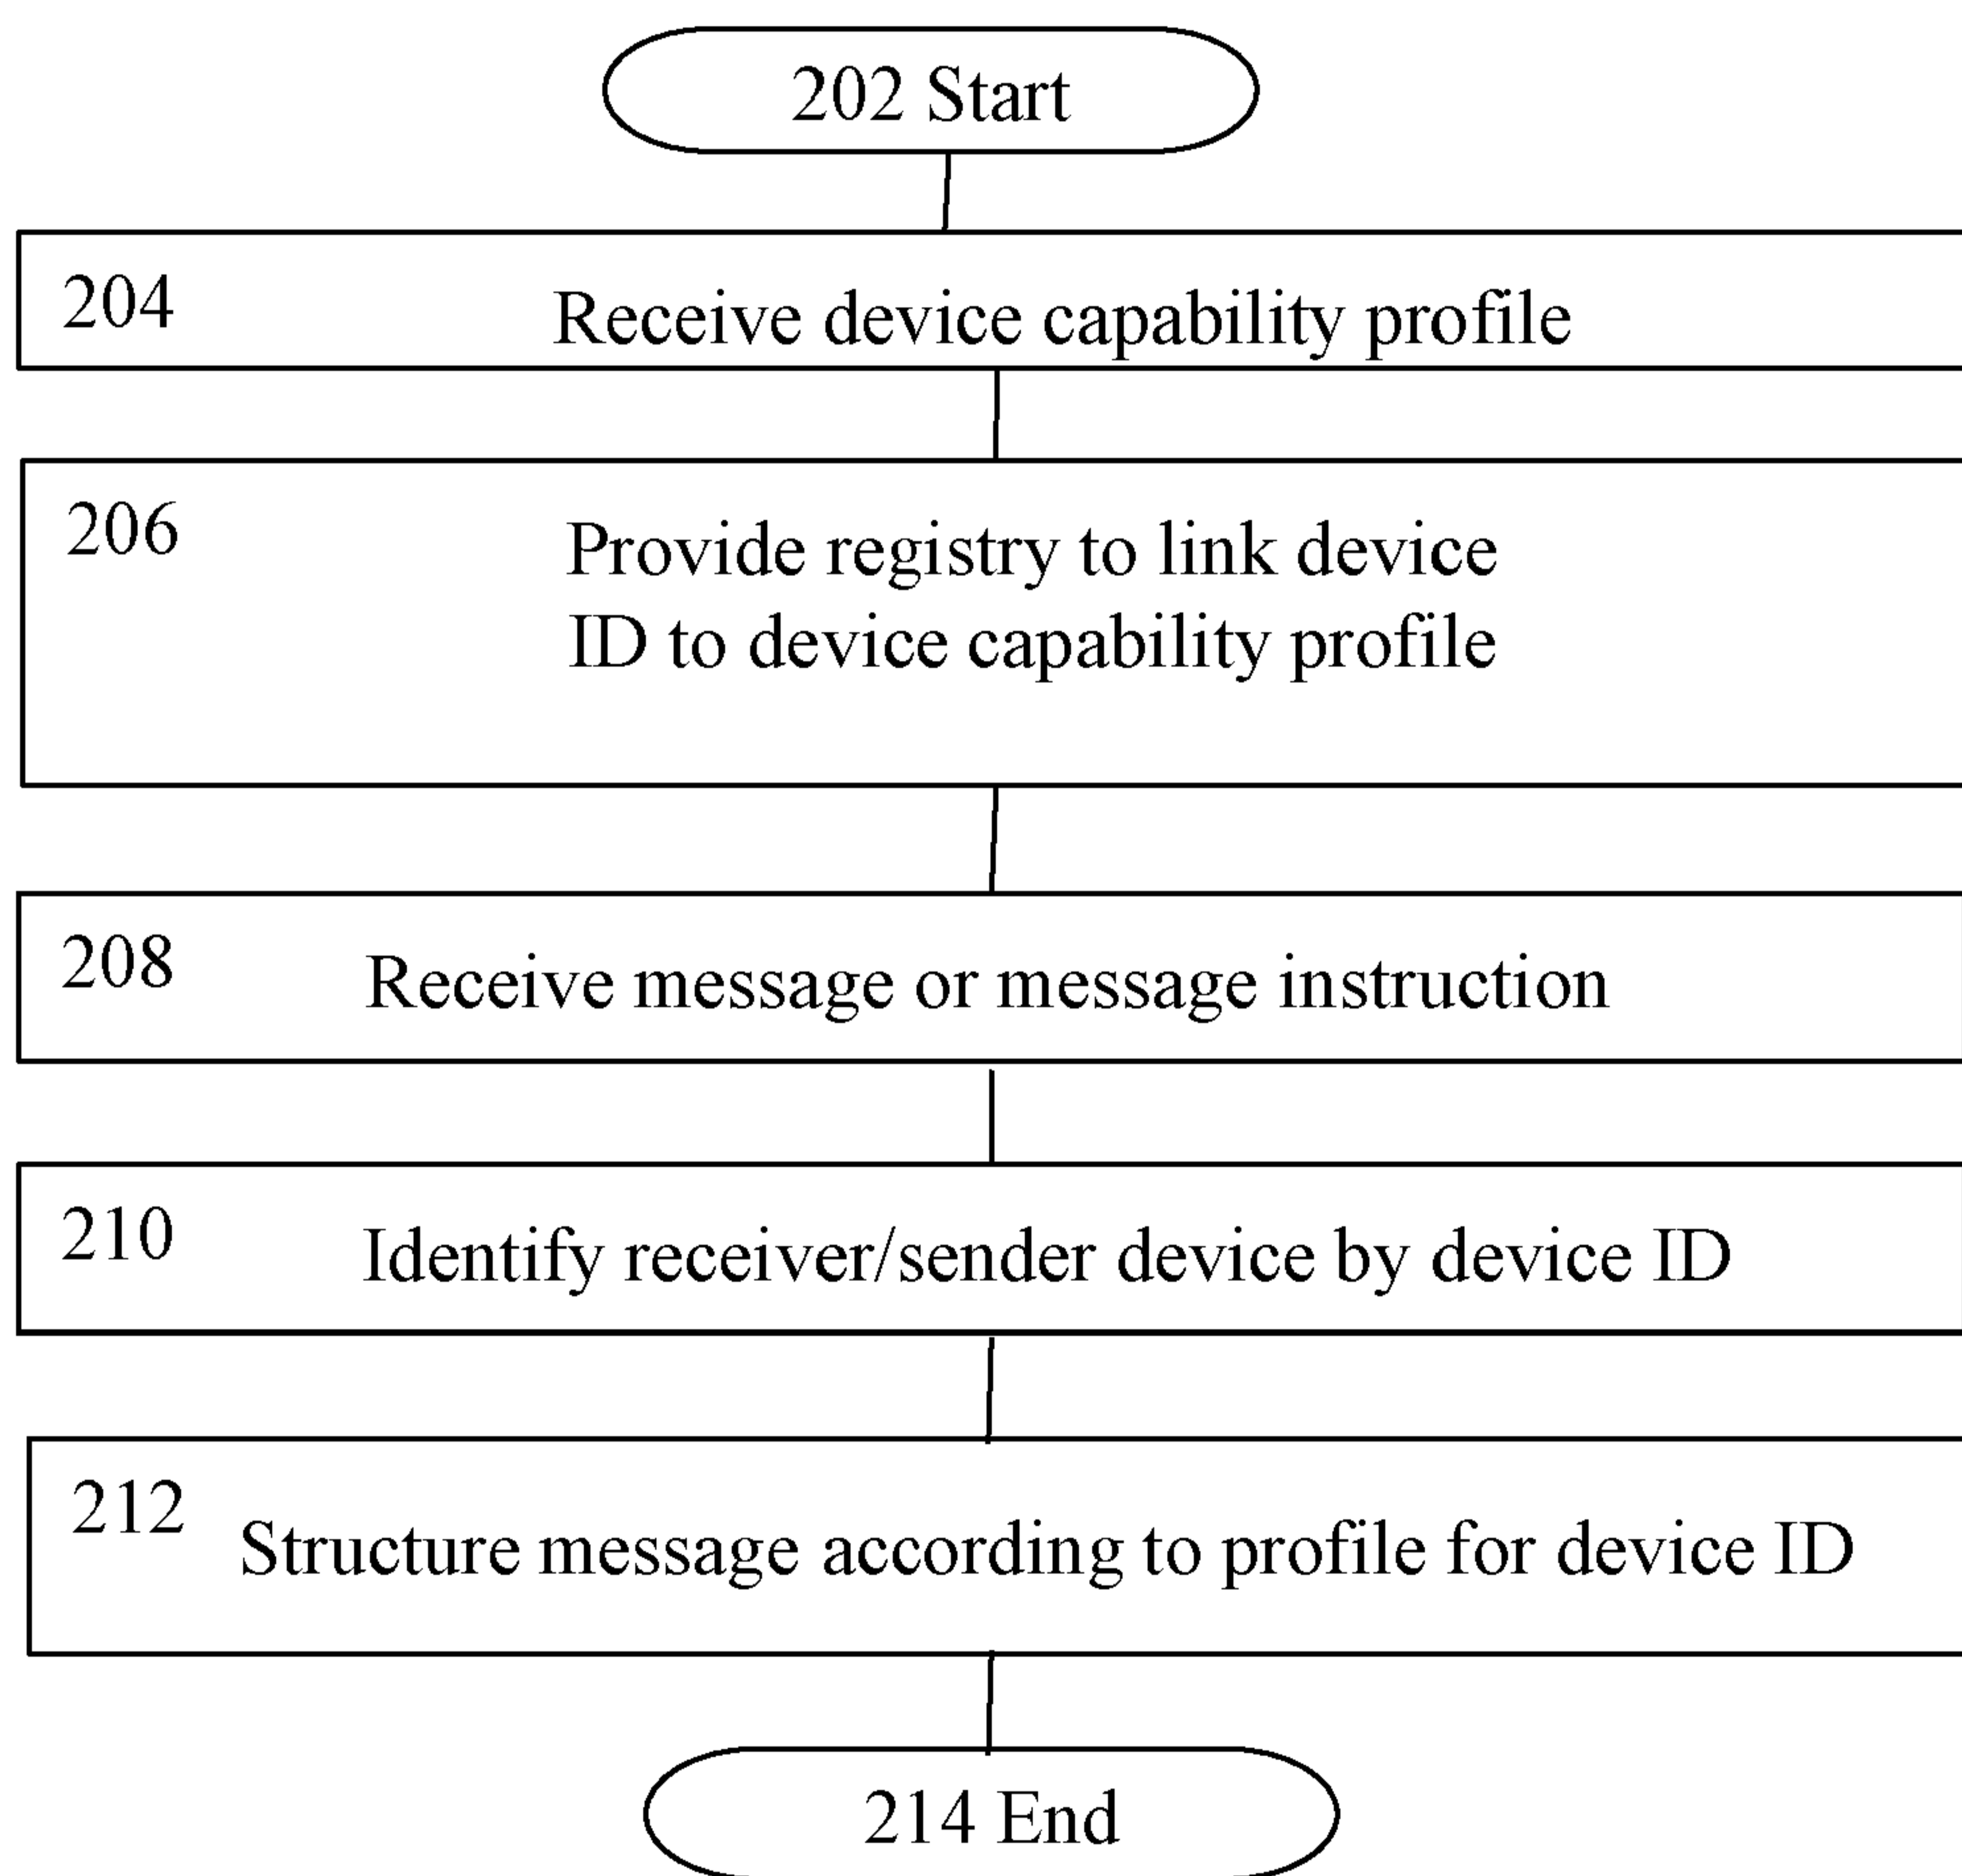 202 Start
204
Receive device capability profile
206
Provide registry to link device
ID to device capability profile
208
Receive message or message instruction
210
Identify receiver/sender device by device ID
212
Structure message according to profile for device ID
214 End